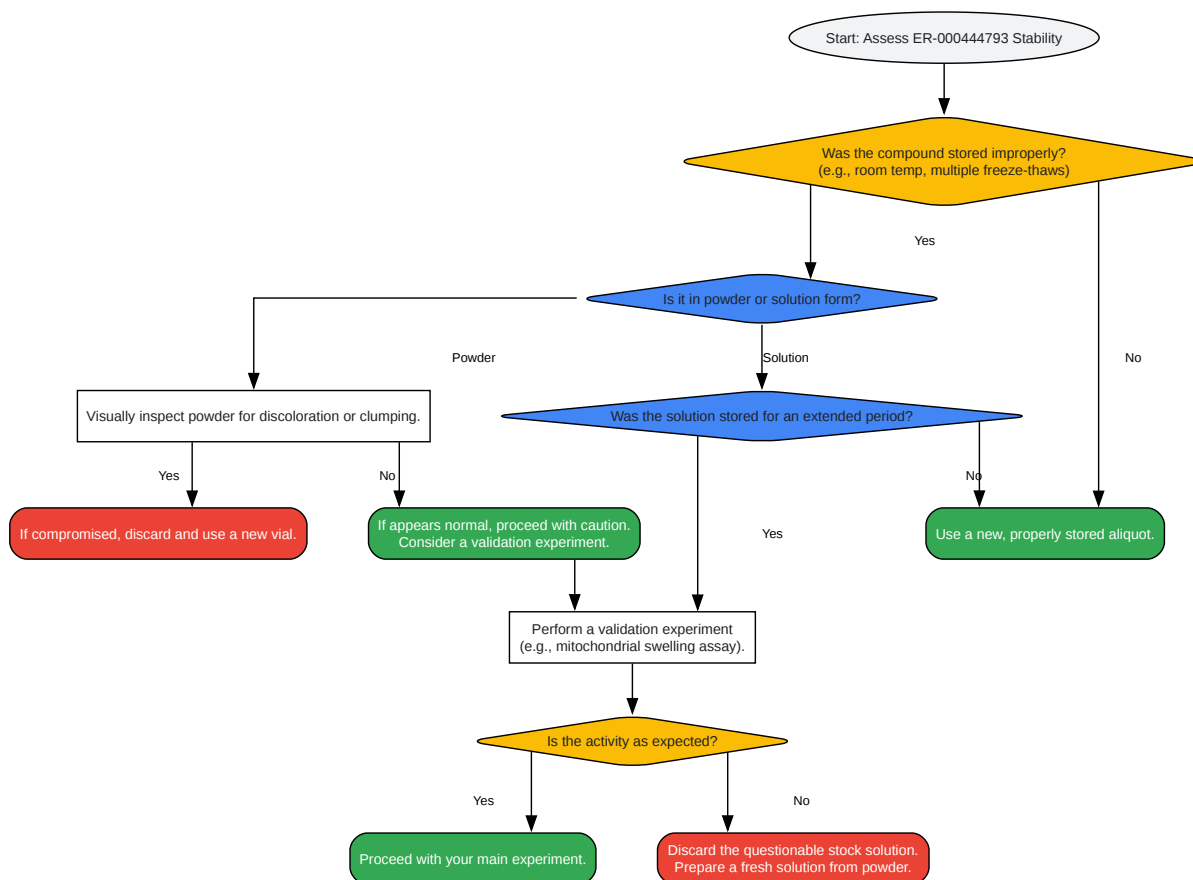 Start: Assess ER-000444793 Stability
Was the compound stored improperly?
(e.g., room temp, multiple freeze-thaws)
Yes
Is it in powder or solution form?
Powder
Solution
No
Visually inspect powder for discoloration or clumping.
Was the solution stored for an extended period?
Yes
No
No
If compromised, discard and use a new vial.
If appears normal, proceed with caution.
Consider a validation experiment.
Yes
Use a new, properly stored aliquot.
Perform a validation experiment
(e.g., mitochondrial swelling assay).
Is the activity as expected?
Yes
No
Proceed with your main experiment.
Discard the questionable stock solution.
Prepare a fresh solution from powder.